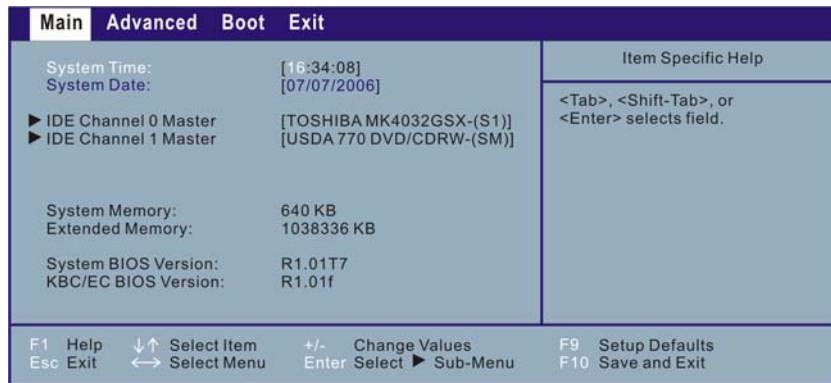 Main Advanced Boot Exit
System Time: [16:34:08]
System Date: [07/07/2006]
▶ IDE Channel 0 Master [TOSHIBA MK4032GSX-(S1)]
▶ IDE Channel 1 Master [USDA 770 DVD/CDRW-(SM)]
System Memory: 640 KB
Extended Memory: 1038336 KB
System BIOS Version: R1.01T7
KBC/EC BIOS Version: R1.01f
Item Specific Help
<Tab>, <Shift-Tab>, or
<Enter> selects field.
F1 Help ↓↑ Select Item +/- Change Values F9 Setup Defaults
Esc Exit ↔ Select Menu Enter Select ▶ Sub-Menu F10 Save and Exit